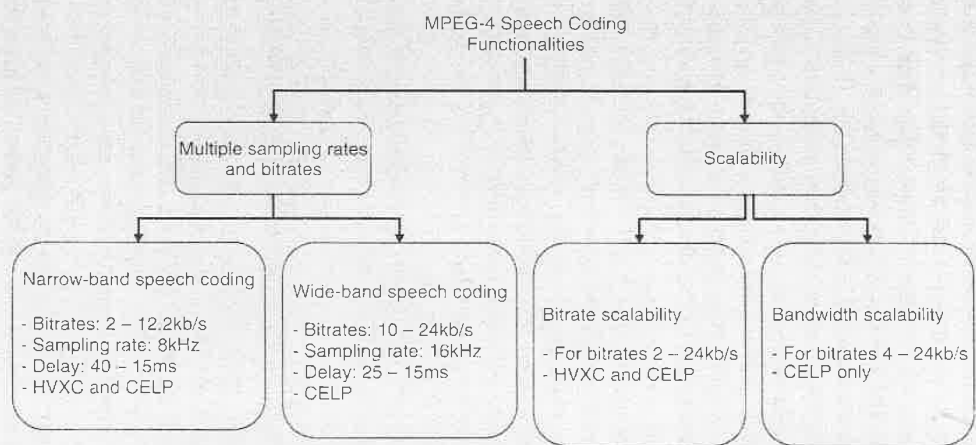 MPEG-4 Speech Coding
Functionalities
Multiple sampling rates
and bitrates
Scalability
Narrow-band speech coding
- Bitrates: 2 – 12.2kb/s
- Sampling rate: 8kHz
- Delay: 40 – 15ms
- HVXC and CELP
Wide-band speech coding
- Bitrates: 10 – 24kb/s
- Sampling rate: 16kHz
- Delay: 25 – 15ms
- CELP
Bitrate scalability
- For bitrates 2 – 24kb/s
- HVXC and CELP
Bandwidth scalability
- For bitrates 4 – 24kb/s
- CELP only